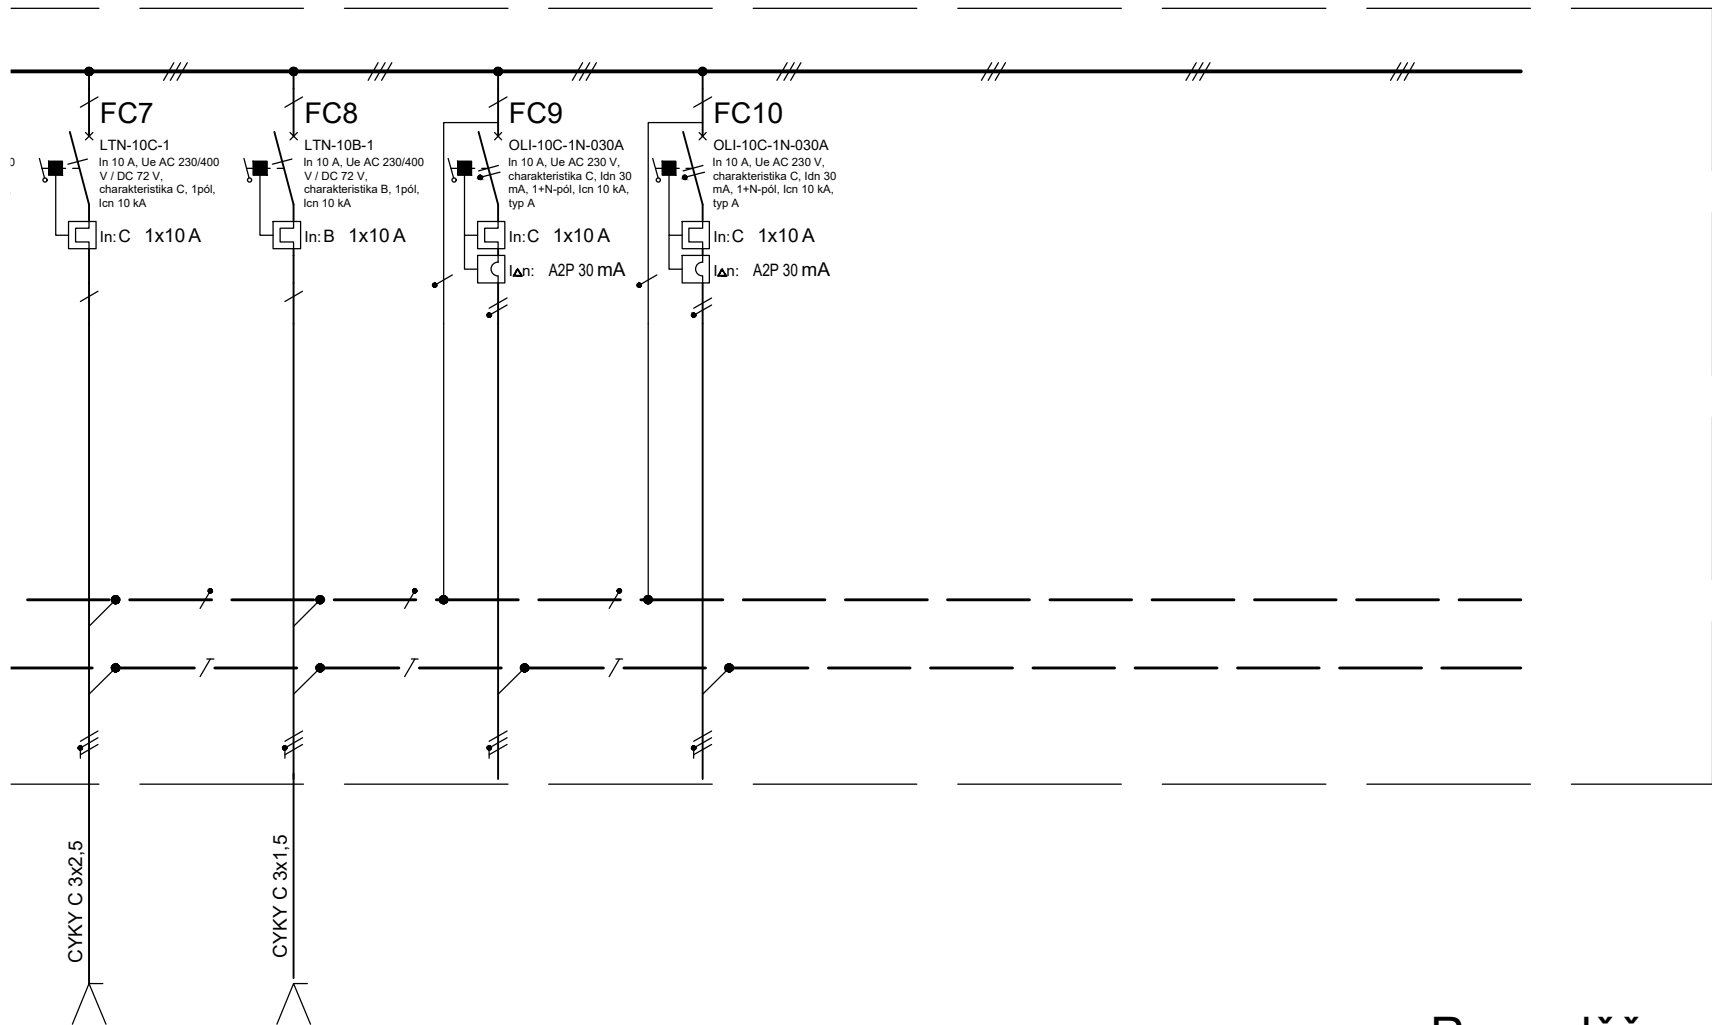 FC7
LTN-10C-1
In 10 A, Ue AC 230/400
V / DC 72 V,
charakteristika C, 1pól,
Icn 10 kA
In: C 1x10 A
FC8
LTN-10B-1
In 10 A, Ue AC 230/400
V / DC 72 V,
charakteristika B, 1pól,
Icn 10 kA
In: B 1x10 A
FC9
OLI-10C-1N-030A
In 10 A, Ue AC 230 V,
charakteristika C, Idn 30
mA, 1+N-pól, Icn 10 kA,
typ A
In: C 1x10 A
IΔn: A2P 30 mA
FC10
OLI-10C-1N-030A
In 10 A, Ue AC 230 V,
charakteristika C, Idn 30
mA, 1+N-pól, Icn 10 kA,
typ A
In: C 1x10 A
IΔn: A2P 30 mA
CYKY C 3x2,5
CYKY C 3x1,5